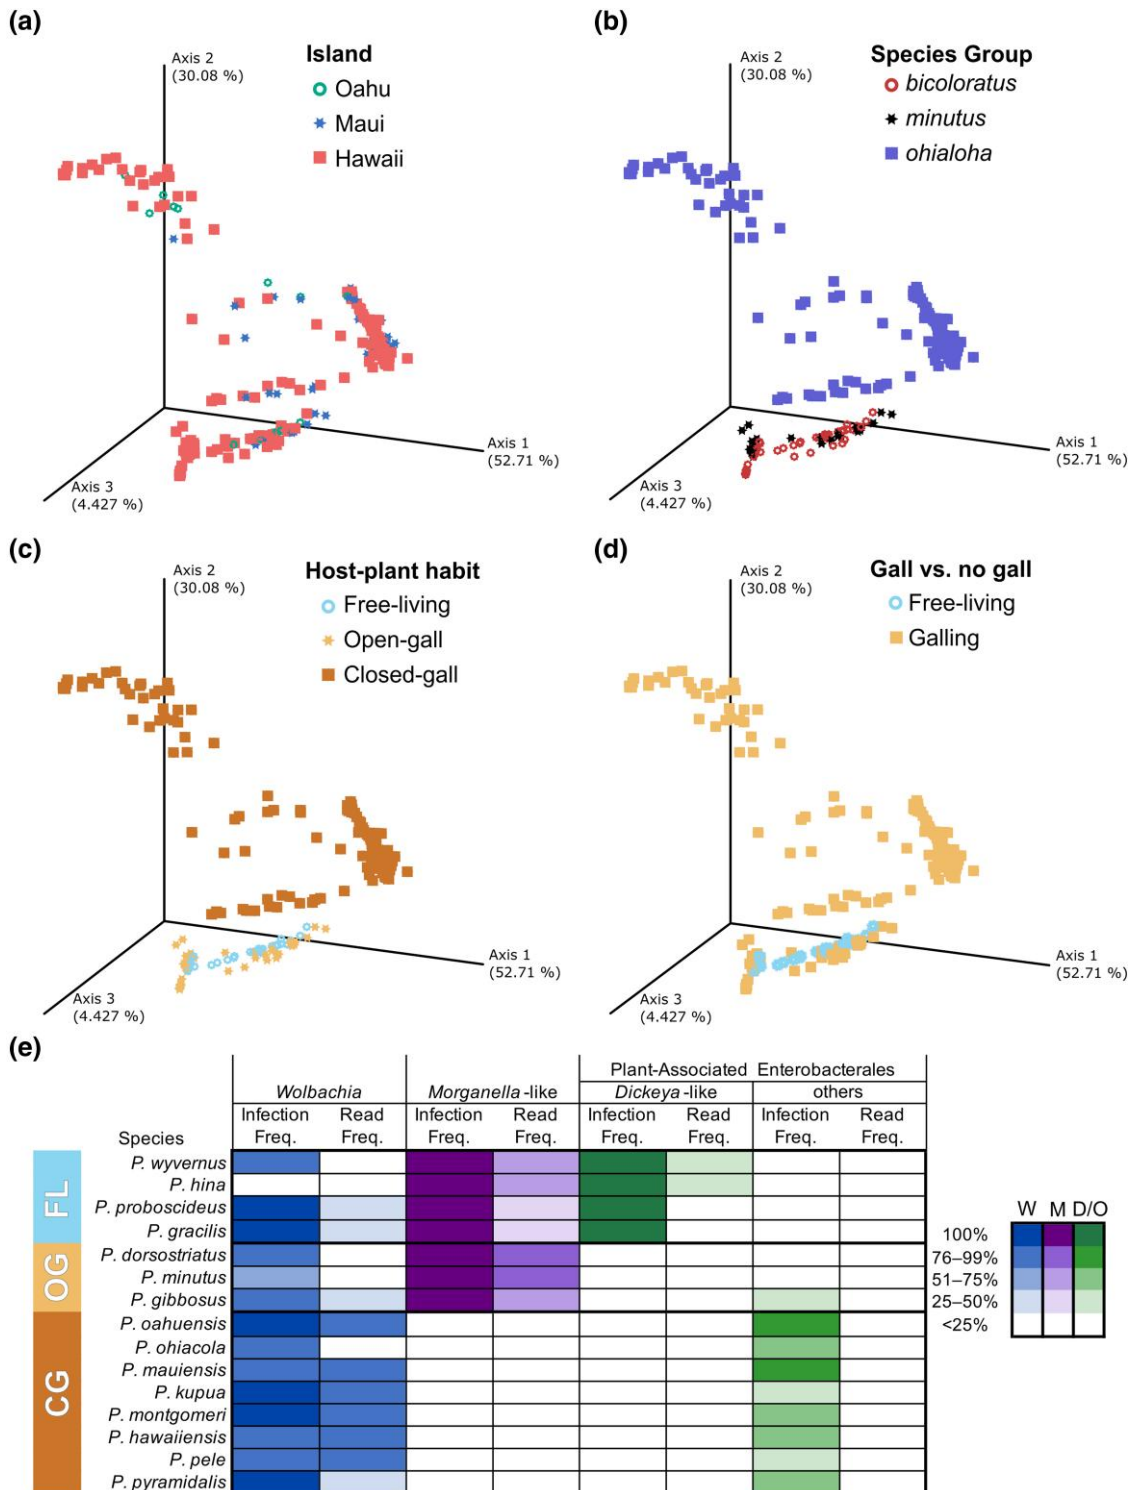 (a)
Axis 2
(30.08 %)
Island
Oahu
Maui
Hawaii
Axis 1
(52.71 %)
Axis 3
(4.427 %)
(b)
Axis 2
(30.08 %)
Species Group
bicoloratus
minutus
ohialoha
Axis 1
(52.71 %)
Axis 3
(4.427 %)
(c)
Axis 2
(30.08 %)
Host-plant habit
Free-living
Open-gall
Closed-gall
Axis 1
(52.71 %)
Axis 3
(4.427 %)
(d)
Axis 2
(30.08 %)
Gall vs. no gall
Free-living
Galling
Axis 1
(52.71 %)
Axis 3
(4.427 %)
(e)
Plant-Associated Enterobacterales
Wolbachia Morganella-like Dickeya-like others
Infection Read Infection Read Infection Read Infection Read
Species Freq. Freq. Freq. Freq. Freq. Freq. Freq. Freq.
FL
P. wyvernus
P. hina
P. proboscideus
P. gracilis
OG
P. dorsostriatus
P. minutus
P. gibbosus
CG
P. oahuensis
P. ohiacola
P. mauiensis
P. kupua
P. montgomeri
P. hawaiiensis
P. pele
P. pyramidalis
W M D/O
100%
76–99%
51–75%
25–50%
<25%